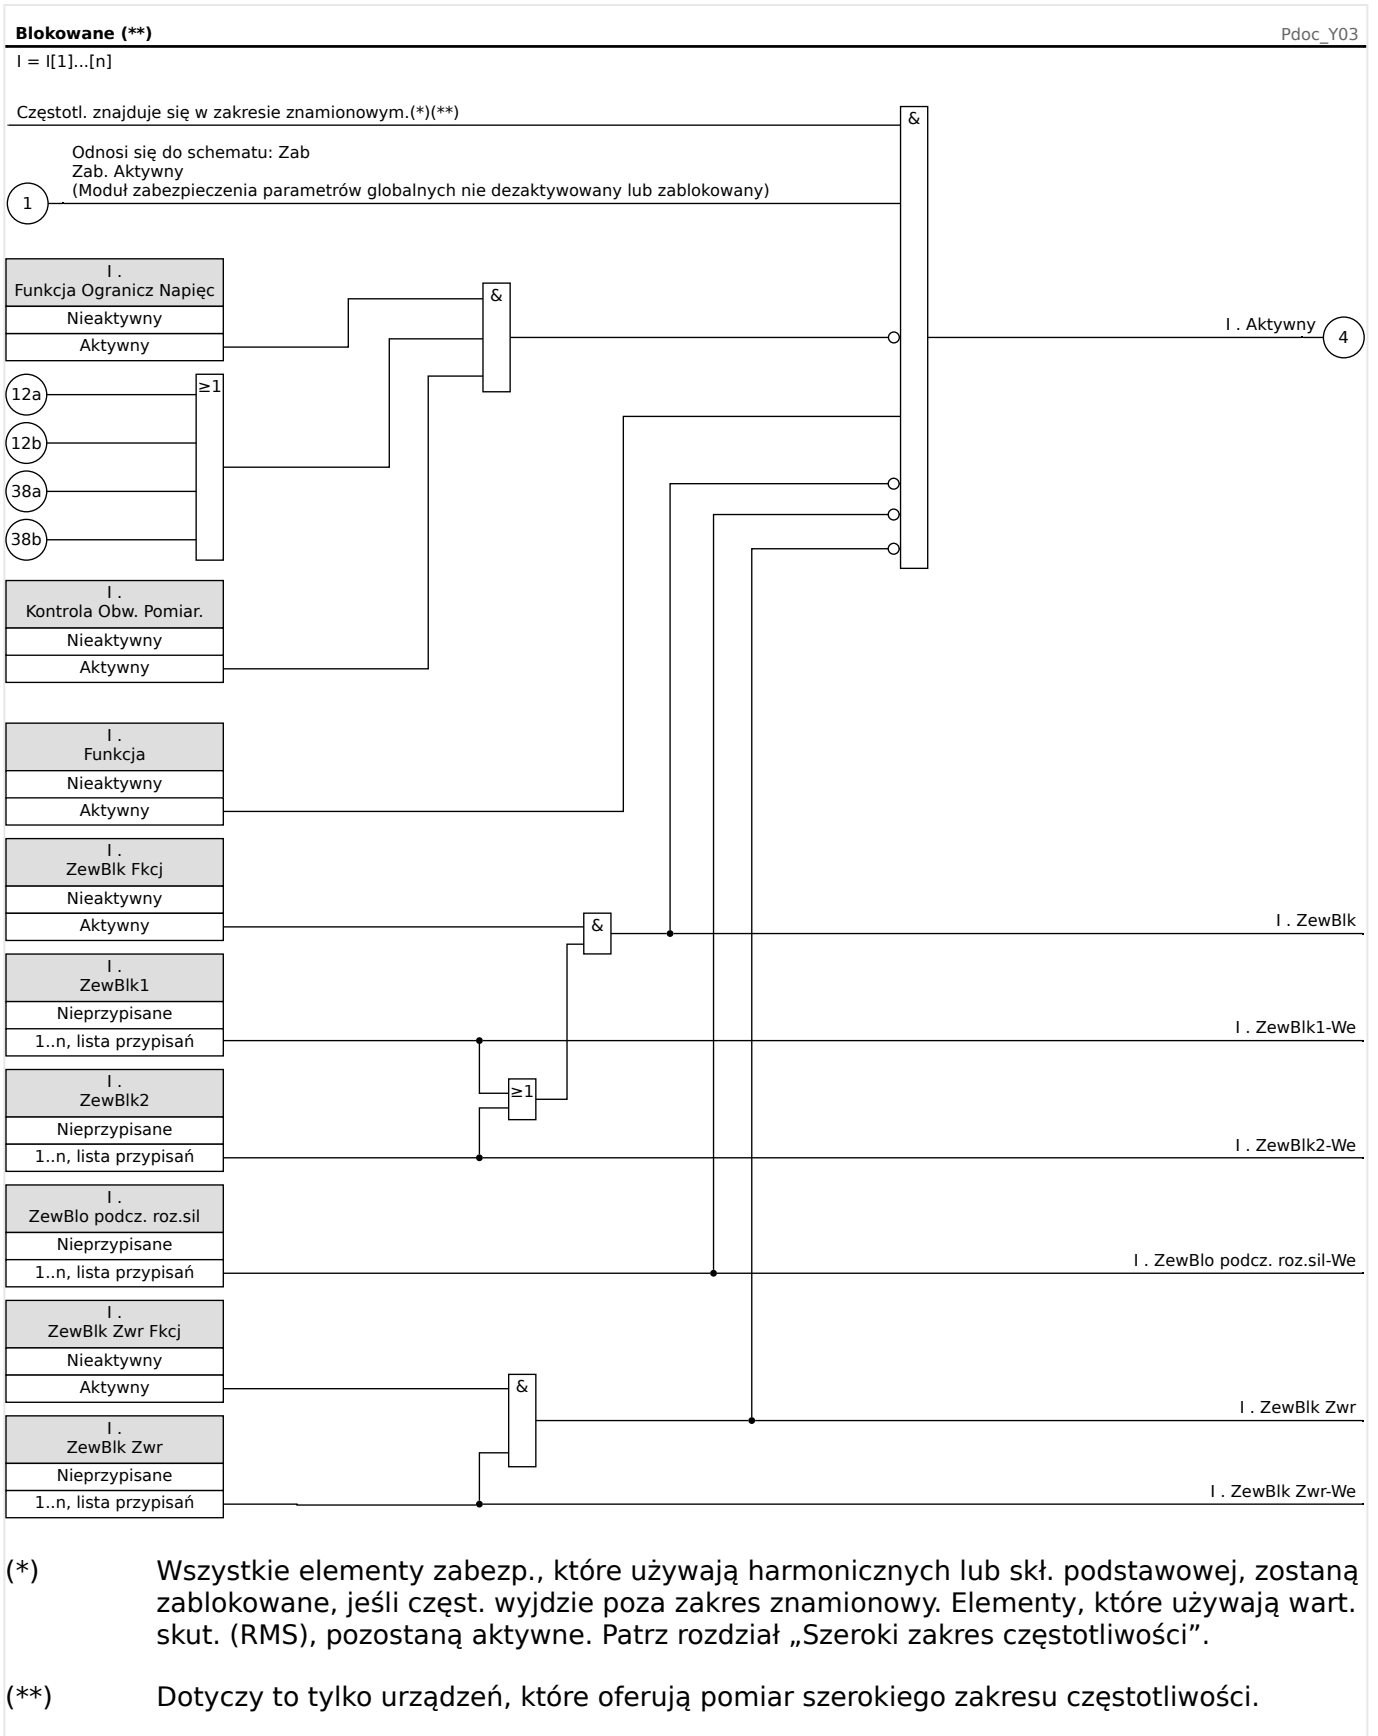 Blokowane (**)
Pdoc_Y03
I = I[1]...[n]
Częstotl. znajduje się w zakresie znamionowym.(*)(**)
&
Odnosi się do schematu: Zab
Zab. Aktywny
(Moduł zabezpieczenia parametrów globalnych nie dezaktywowany lub zablokowany)
1
I .
Funkcja Ogranicz Napięc
Nieaktywny
Aktywny
&
I . Aktywny
4
12a
12b
38a
38b
≥1
I .
Kontrola Obw. Pomiar.
Nieaktywny
Aktywny
I .
Funkcja
Nieaktywny
Aktywny
I .
ZewBlk Fkcj
Nieaktywny
Aktywny
&
I . ZewBlk
I .
ZewBlk1
Nieprzypisane
1..n, lista przypisań
I . ZewBlk1-We
≥1
I .
ZewBlk2
Nieprzypisane
1..n, lista przypisań
I . ZewBlk2-We
I .
ZewBlo podcz. roz.sil
Nieprzypisane
1..n, lista przypisań
I . ZewBlo podcz. roz.sil-We
I .
ZewBlk Zwr Fkcj
Nieaktywny
Aktywny
&
I . ZewBlk Zwr
I .
ZewBlk Zwr
Nieprzypisane
1..n, lista przypisań
I . ZewBlk Zwr-We
(*) Wszystkie elementy zabezp., które używają harmonicznych lub skł. podstawowej, zostaną
zablokowane, jeśli częst. wyjdzie poza zakres znamionowy. Elementy, które używają wart.
skut. (RMS), pozostaną aktywne. Patrz rozdział „Szeroki zakres częstotliwości”.
(**) Dotyczy to tylko urządzeń, które oferują pomiar szerokiego zakresu częstotliwości.